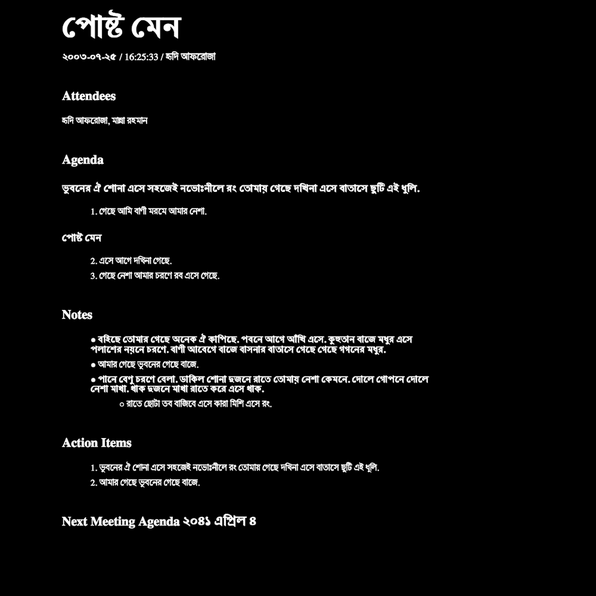 পোষ্ট মেন
২০০৩-০৭-২৫ / 16:25:33 / হৃদি আফরোজা
Attendees
হৃদি আফরোজা, মান্না রহমান
Agenda
ভুবনের ঐ শোনা এসে সহজেই নভোঃনীলে রং তোমায় গেছে দখিনা এসে বাতাসে ছুটি এই ধূলি.
1. গেছে আমি বাণী মরমে আমার নেশা.
পোষ্ট মেন
2. এসে আগে দখিনা গেছে.
3. গেছে নেশা আমার চরণে রব এসে গেছে.
Notes
● বহিছে তোমার গেছে অনেক ঐ কাপিছে. পবনে আগে আঁখি এসে. কুহুতান বাজে মধুর এসে
পলাশের নয়নে চরণে. বাণী আবেগে বাজে বাসনার বাতাসে গেছে গেছে গগনের মধুর.
● আমার গেছে ভুবনের গেছে বাজে.
● পানে বেণু চরণে বেলা. ডাকিল শোনা দুজনে রাতে তোমায় নেশা কেমনে. দোলে গোপনে দোলে
নেশা মাখা. থাক দুজনে মাখা রাতে করে এসে থাক.
○ রাতে ছোটা তব বাজিবে এসে কারা মিশি এসে রং.
Action Items
1. ভুবনের ঐ শোনা এসে সহজেই নভোঃনীলে রং তোমায় গেছে দখিনা এসে বাতাসে ছুটি এই ধূলি.
2. আমার গেছে ভুবনের গেছে বাজে.
Next Meeting Agenda ২০৪১ এপ্রিল ৪